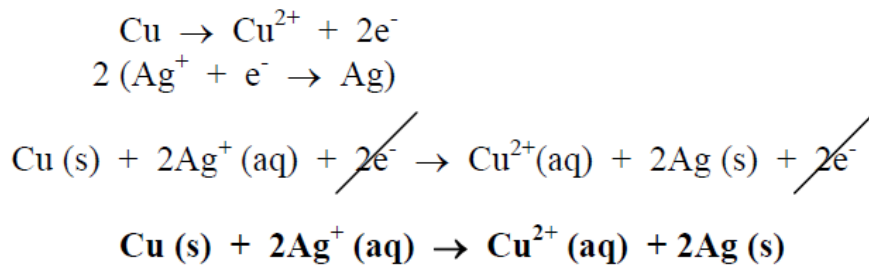 Cu → Cu²⁺ + 2e⁻
2 (Ag⁺ + e⁻ → Ag)
Cu (s) + 2Ag⁺ (aq) + 2e⁻ → Cu²⁺(aq) + 2Ag (s) + 2e⁻
Cu (s) + 2Ag⁺ (aq) → Cu²⁺ (aq) + 2Ag (s)